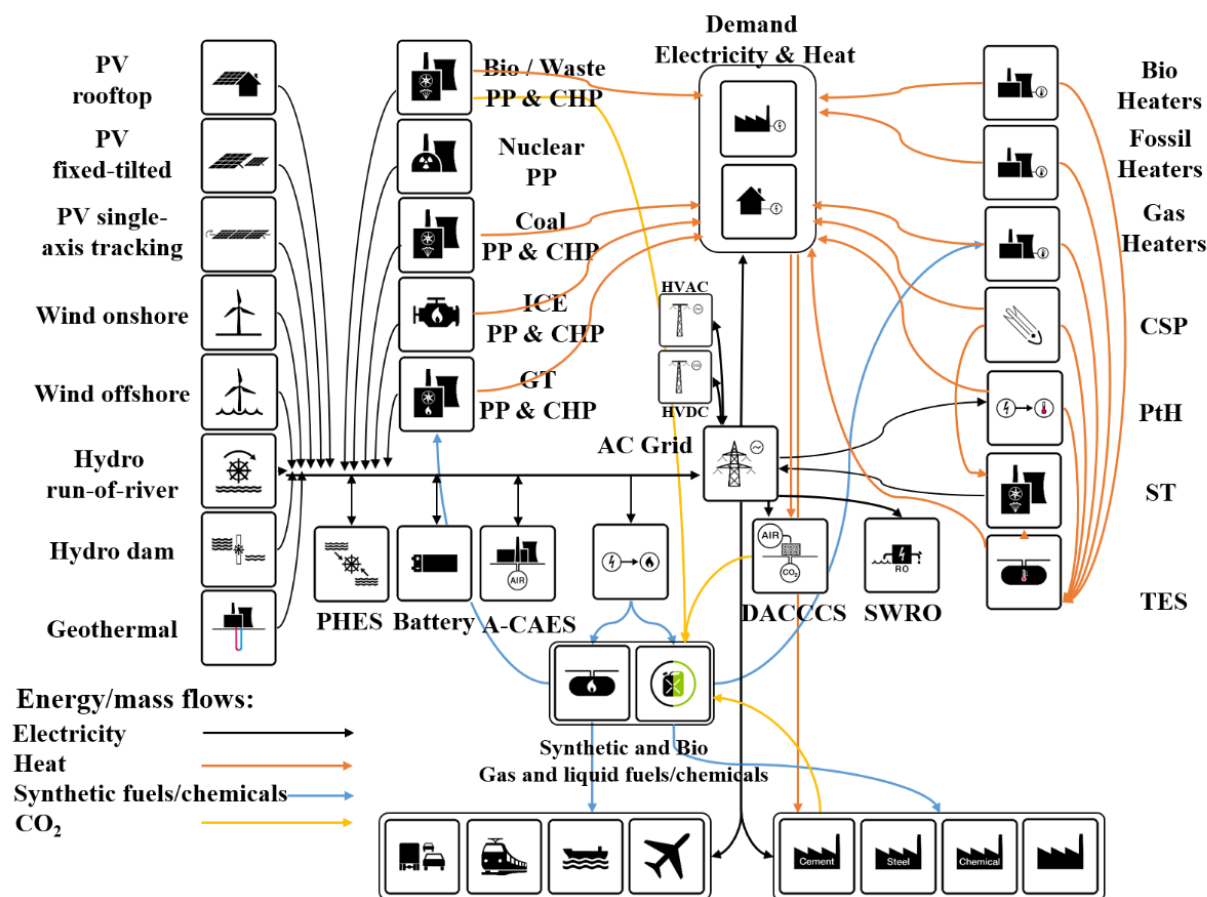 Demand
Electricity & Heat
PV
rooftop
PV
fixed-tilted
PV single-
axis tracking
Wind onshore
Wind offshore
Hydro
run-of-river
Hydro dam
Geothermal
Bio / Waste
PP & CHP
Nuclear
PP
Coal
PP & CHP
ICE
PP & CHP
GT
PP & CHP
HVAC
HVDC
AC Grid
Bio
Heaters
Fossil
Heaters
Gas
Heaters
CSP
PtH
ST
TES
AIR
PHES
Battery
A-CAES
AIR
CO2
DACCCS
RO
SWRO
Synthetic and Bio
Gas and liquid fuels/chemicals
Energy/mass flows:
Electricity
Heat
Synthetic fuels/chemicals
CO2
Cement
Steel
Chemical